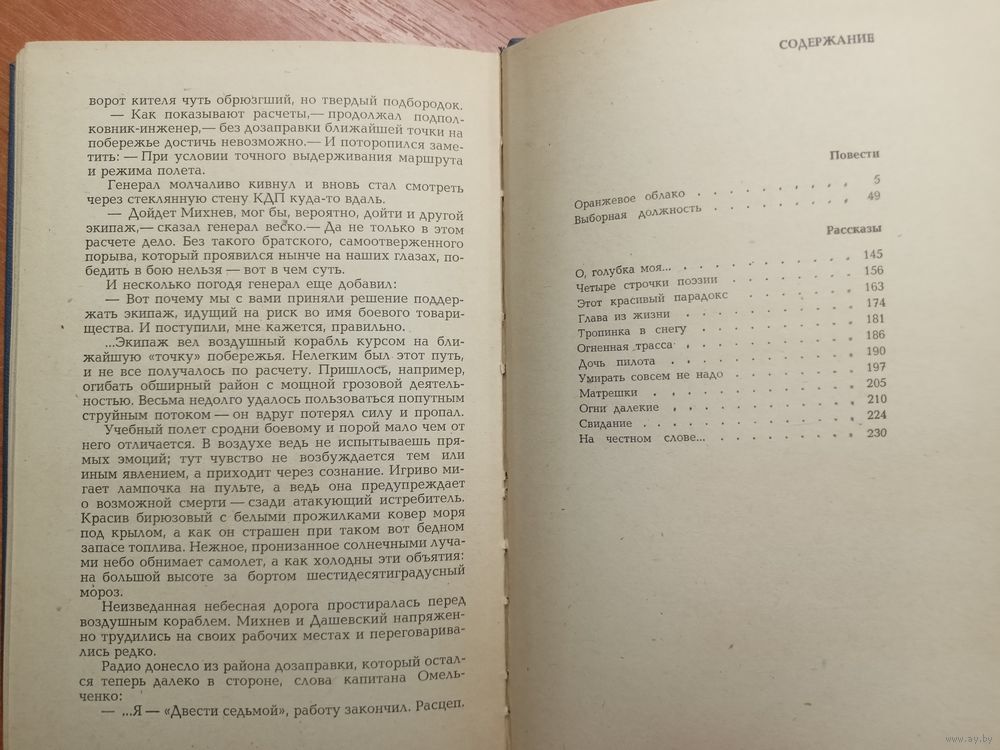 ворот кителя чуть обрюзгший, но твердый подбородок.
— Как показывают расчеты,— продолжал подпол-
ковник-инженер,— без дозаправки ближайшей точки на
побережье достичь невозможно.— И поторопился заме-
тить: — При условии точного выдерживания маршрута
и режима полета.
Генерал молчаливо кивнул и вновь стал смотреть
через стеклянную стену КДП куда-то вдаль.
— Дойдет Михнев, мог бы, вероятно, дойти и другой
экипаж,— сказал генерал веско.— Да не только в этом
расчете дело. Без такого братского, самоотверженного
порыва, который проявился нынче на наших глазах, по-
бедить в бою нельзя — вот в чем суть.
И несколько погодя генерал еще добавил:
— Вот почему мы с вами приняли решение поддер-
жать экипаж, идущий на риск во имя боевого товари-
щества. И поступили, мне кажется, правильно.
...Экипаж вел воздушный корабль курсом на бли-
жайшую «точку» побережья. Нелегким был этот путь,
и не все получалось по расчету. Пришлось, например,
огибать обширный район с мощной грозовой деятель-
ностью. Весьма недолго удалось пользоваться попутным
струйным потоком — он вдруг потерял силу и пропал.
Учебный полет сродни боевому и порой мало чем от
него отличается. В воздухе ведь не испытываешь пря-
мых эмоций; тут чувство не возбуждается тем или
иным явлением, а приходит через сознание. Игриво ми-
гает лампочка на пульте, а ведь она предупреждает
о возможной смерти — сзади атакующий истребитель.
Красив бирюзовый с белыми прожилками ковер моря
под крылом, а как он страшен при таком вот бедном
запасе топлива. Нежное, пронизанное солнечными луча-
ми небо обнимает самолет, а как холодны эти объятия:
на большой высоте за бортом шестидесятиградусный
мороз.
Неизведанная небесная дорога простиралась перед
воздушным кораблем. Михнев и Дашевский напряжен-
но трудились на своих рабочих местах и переговарива-
лись редко.
Радио донесло из района дозаправки, который остал-
ся теперь далеко в стороне, слова капитана Омель-
ченко:
— ...Я — «Двести седьмой», работу закончил. Расцеп.
СОДЕРЖАНИЕ
Повести
Оранжевое облако . . . . . . . . . 5
Выборная должность . . . . . . . . 49
Рассказы
О, голубка моя... . . . . . . . . . 145
Четыре строчки поэзии . . . . . . . 156
Этот красивый парадокс . . . . . . . 163
Глава из жизни . . . . . . . . . . 174
Тропинка в снегу . . . . . . . . . 181
Огненная трасса . . . . . . . . . . 186
Дочь пилота . . . . . . . . . . . 190
Умирать совсем не надо . . . . . . . 197
Матрешки . . . . . . . . . . . . 205
Огни далекие . . . . . . . . . . . 210
Свидание . . . . . . . . . . . . 224
На честном слове... . . . . . . . . 230
www.ay.by